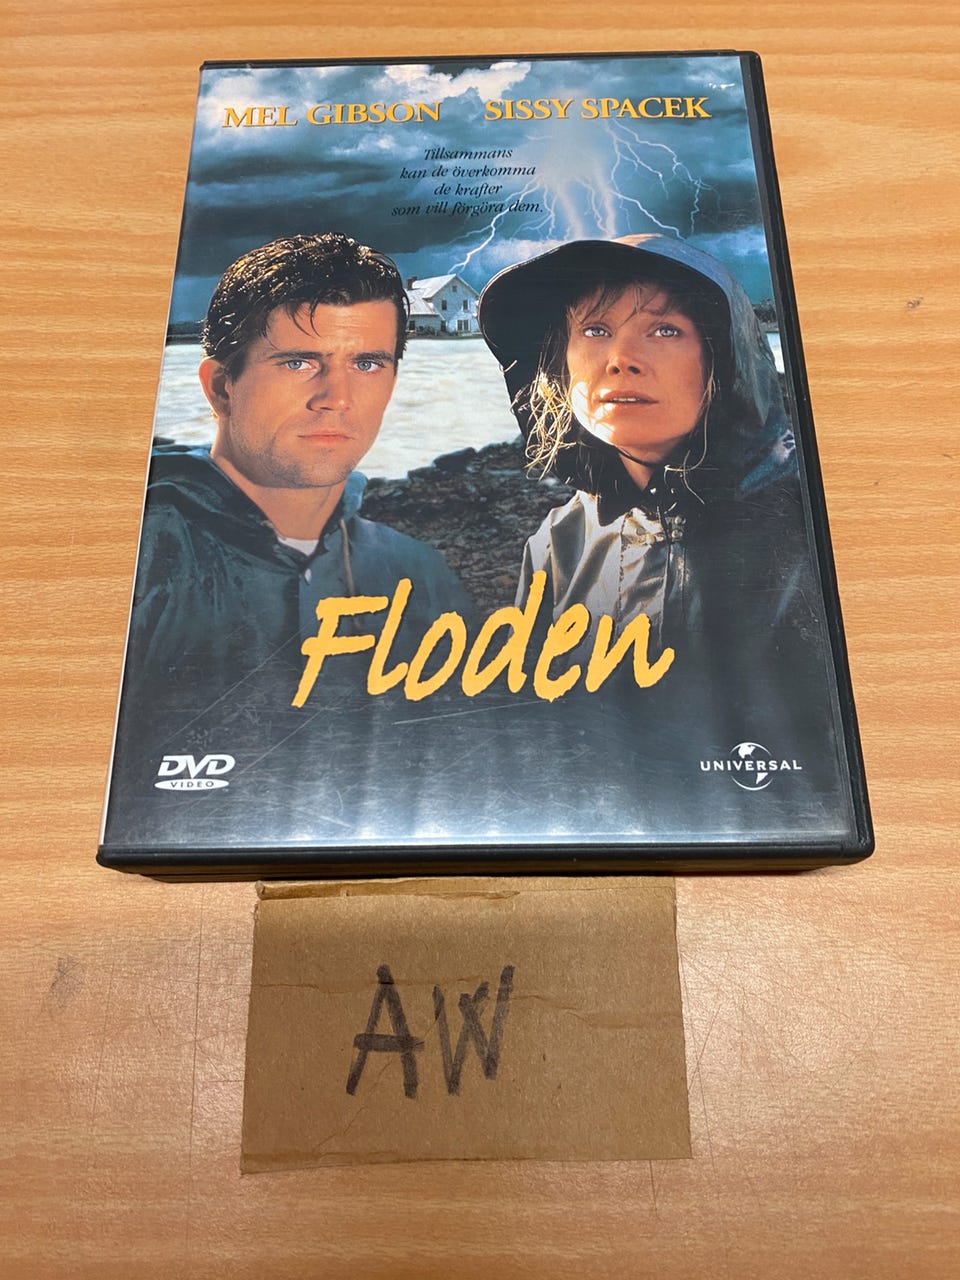 MEL GIBSON SISSY SPACEK
Tillsammans
kan de överkomma
de krafter
som vill förgöra dem.
Floden
DVD
VIDEO
UNIVERSAL
AW